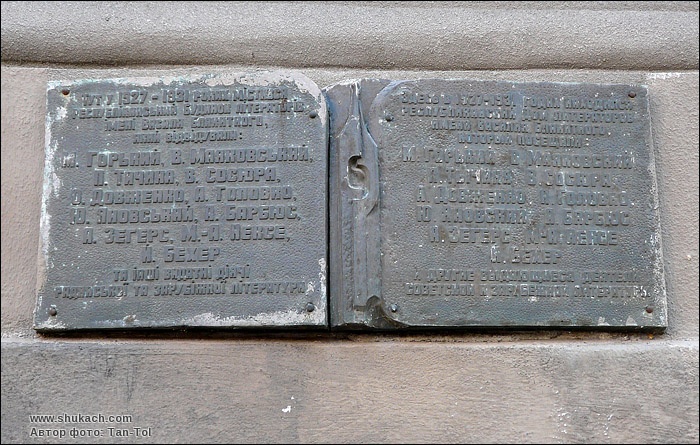 ТУТ У 1927 – 1931 РОКАХ МІСТИВСЯ
РЕСПУБЛІКАНСЬКИЙ БУДИНОК ЛІТЕРАТОРІВ
ІМЕНІ ВАСИЛЯ БЛАКИТНОГО,
ЯКИЙ ВІДВІДУВАЛИ:
М. ГОРЬКИЙ, В. МАЯКОВСЬКИЙ,
П. ТИЧИНА, В. СОСЮРА,
О. ДОВЖЕНКО, А. ГОЛОВКО,
Ю. ЯНОВСЬКИЙ, А. БАРБЮС,
А. ЗЕГЕРС, М.-А. НЕКСЕ,
И. БЕХЕР
ТА ІНШІ ВИДАТНІ ДІЯЧІ
РАДЯНСЬКОЇ ТА ЗАРУБІЖНОЇ ЛІТЕРАТУРИ
ЗДЕСЬ В 1927–1931 ГОДАХ НАХОДИЛСЯ
РЕСПУБЛИКАНСКИЙ ДОМ ЛИТЕРАТОРОВ
ИМЕНИ ВАСИЛИЯ БЛАКИТНОГО,
КОТОРЫЙ ПОСЕЩАЛИ:
М. ГОРЬКИЙ, В. МАЯКОВСКИЙ,
П. ТЫЧИНА, В. СОСЮРА,
А. ДОВЖЕНКО, А. ГОЛОВКО,
Ю. ЯНОВСКИЙ, А. БАРБЮС
А. ЗЕГЕРС, М.-А. НЕКСЕ
И. БЕХЕР
И ДРУГИЕ ВЫДАЮЩИЕСЯ ДЕЯТЕЛИ
СОВЕТСКОЙ И ЗАРУБЕЖНОЙ ЛИТЕРАТУРЫ
www.shukach.com
Автор фото: Tan-Tol